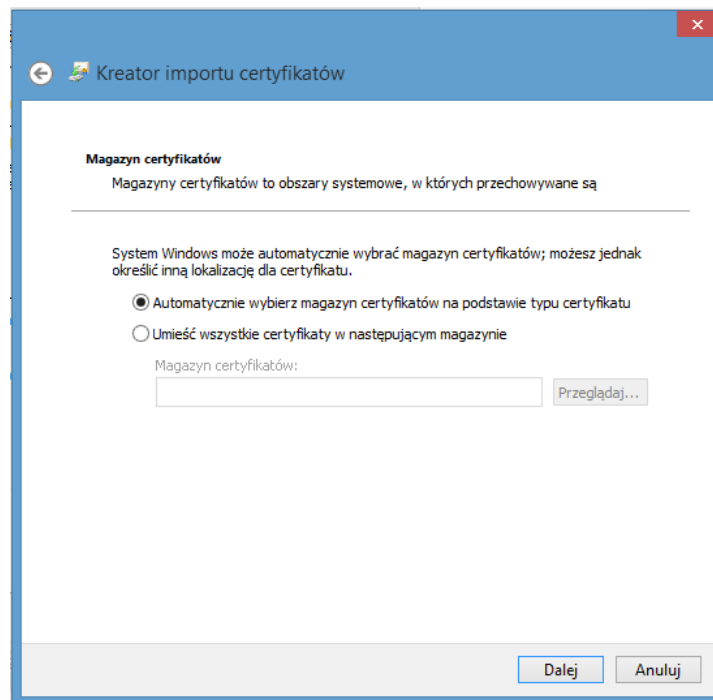 Kreator importu certyfikatów
Magazyn certyfikatów
Magazyny certyfikatów to obszary systemowe, w których przechowywane są
System Windows może automatycznie wybrać magazyn certyfikatów; możesz jednak
określić inną lokalizację dla certyfikatu.
Automatycznie wybierz magazyn certyfikatów na podstawie typu certyfikatu
Umieść wszystkie certyfikaty w następującym magazynie
Magazyn certyfikatów:
Przeglądaj...
Dalej
Anuluj